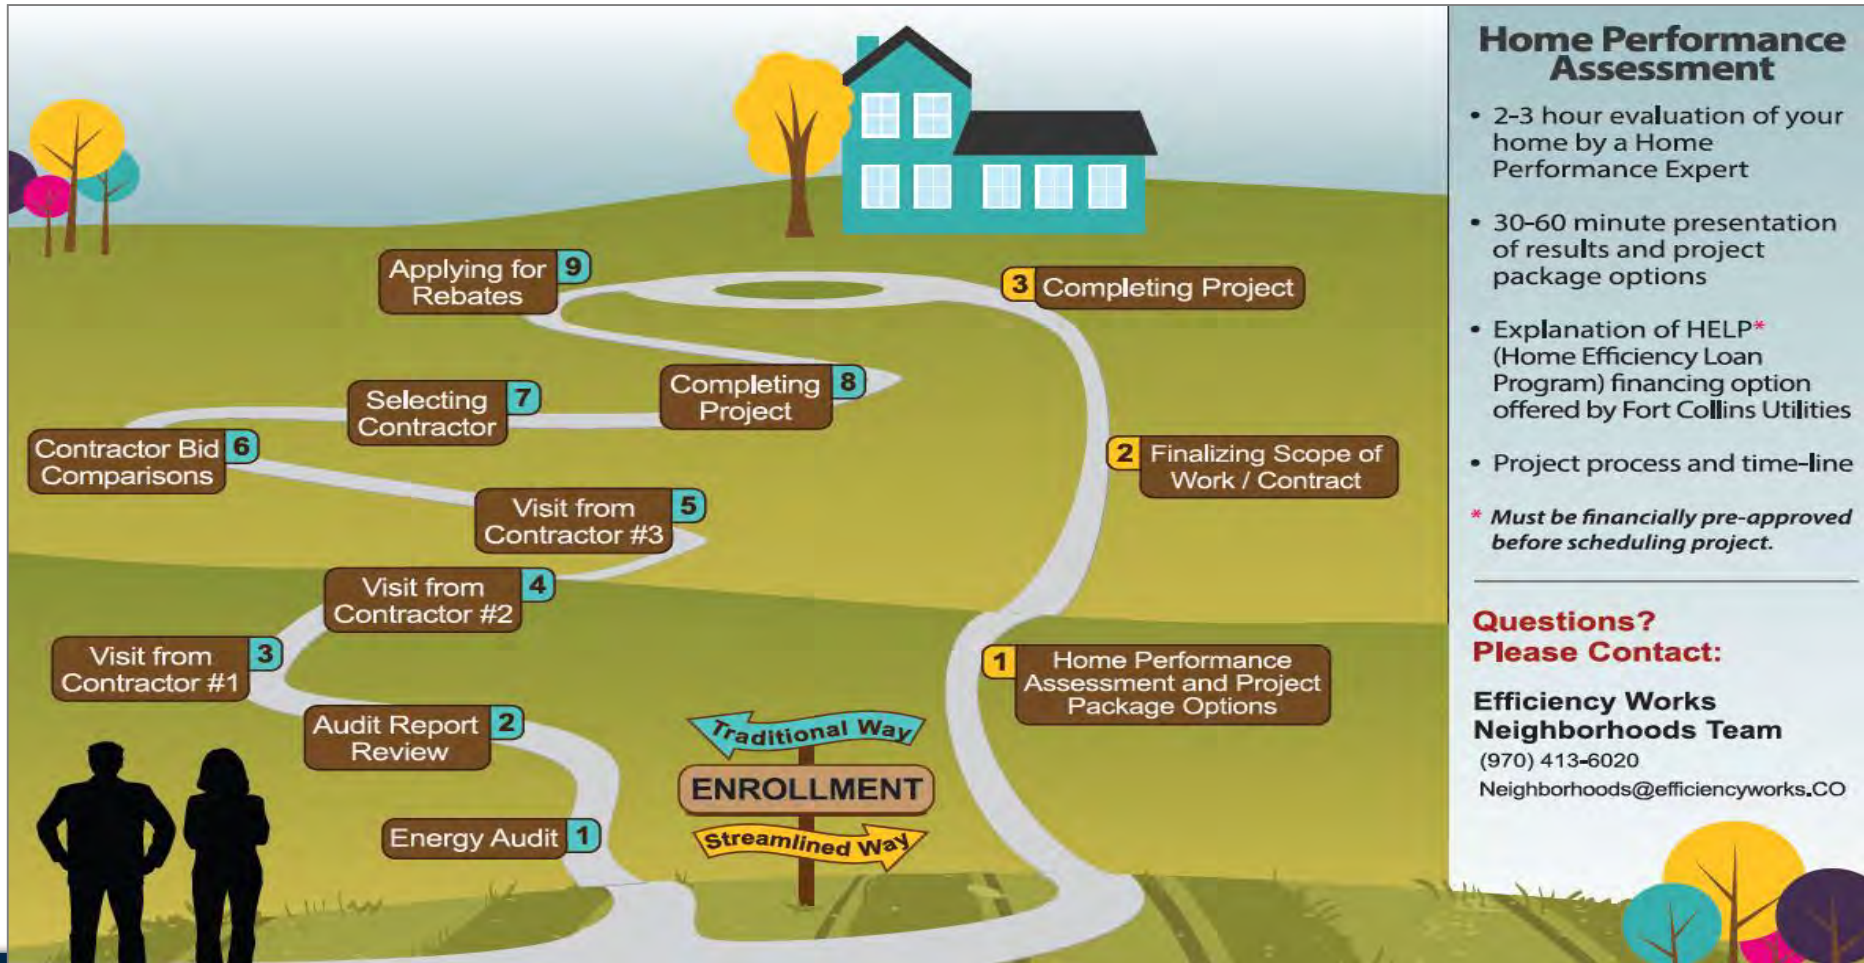 Applying for
Rebates
9
3
Completing Project
Completing
Project
8
Selecting
Contractor
7
Contractor Bid
Comparisons
6
2
Finalizing Scope of
Work / Contract
Visit from
Contractor #3
5
Visit from
Contractor #2
4
Visit from
Contractor #1
3
1
Home Performance
Assessment and Project
Package Options
Audit Report
Review
2
Energy Audit
1
Traditional Way
ENROLLMENT
Streamlined Way
Home Performance
Assessment
• 2-3 hour evaluation of your
home by a Home
Performance Expert
• 30-60 minute presentation
of results and project
package options
• Explanation of HELP*
(Home Efficiency Loan
Program) financing option
offered by Fort Collins Utilities
• Project process and time-line
* Must be financially pre-approved
before scheduling project.
Questions?
Please Contact:
Efficiency Works
Neighborhoods Team
(970) 413-6020
Neighborhoods@efficiencyworks.CO